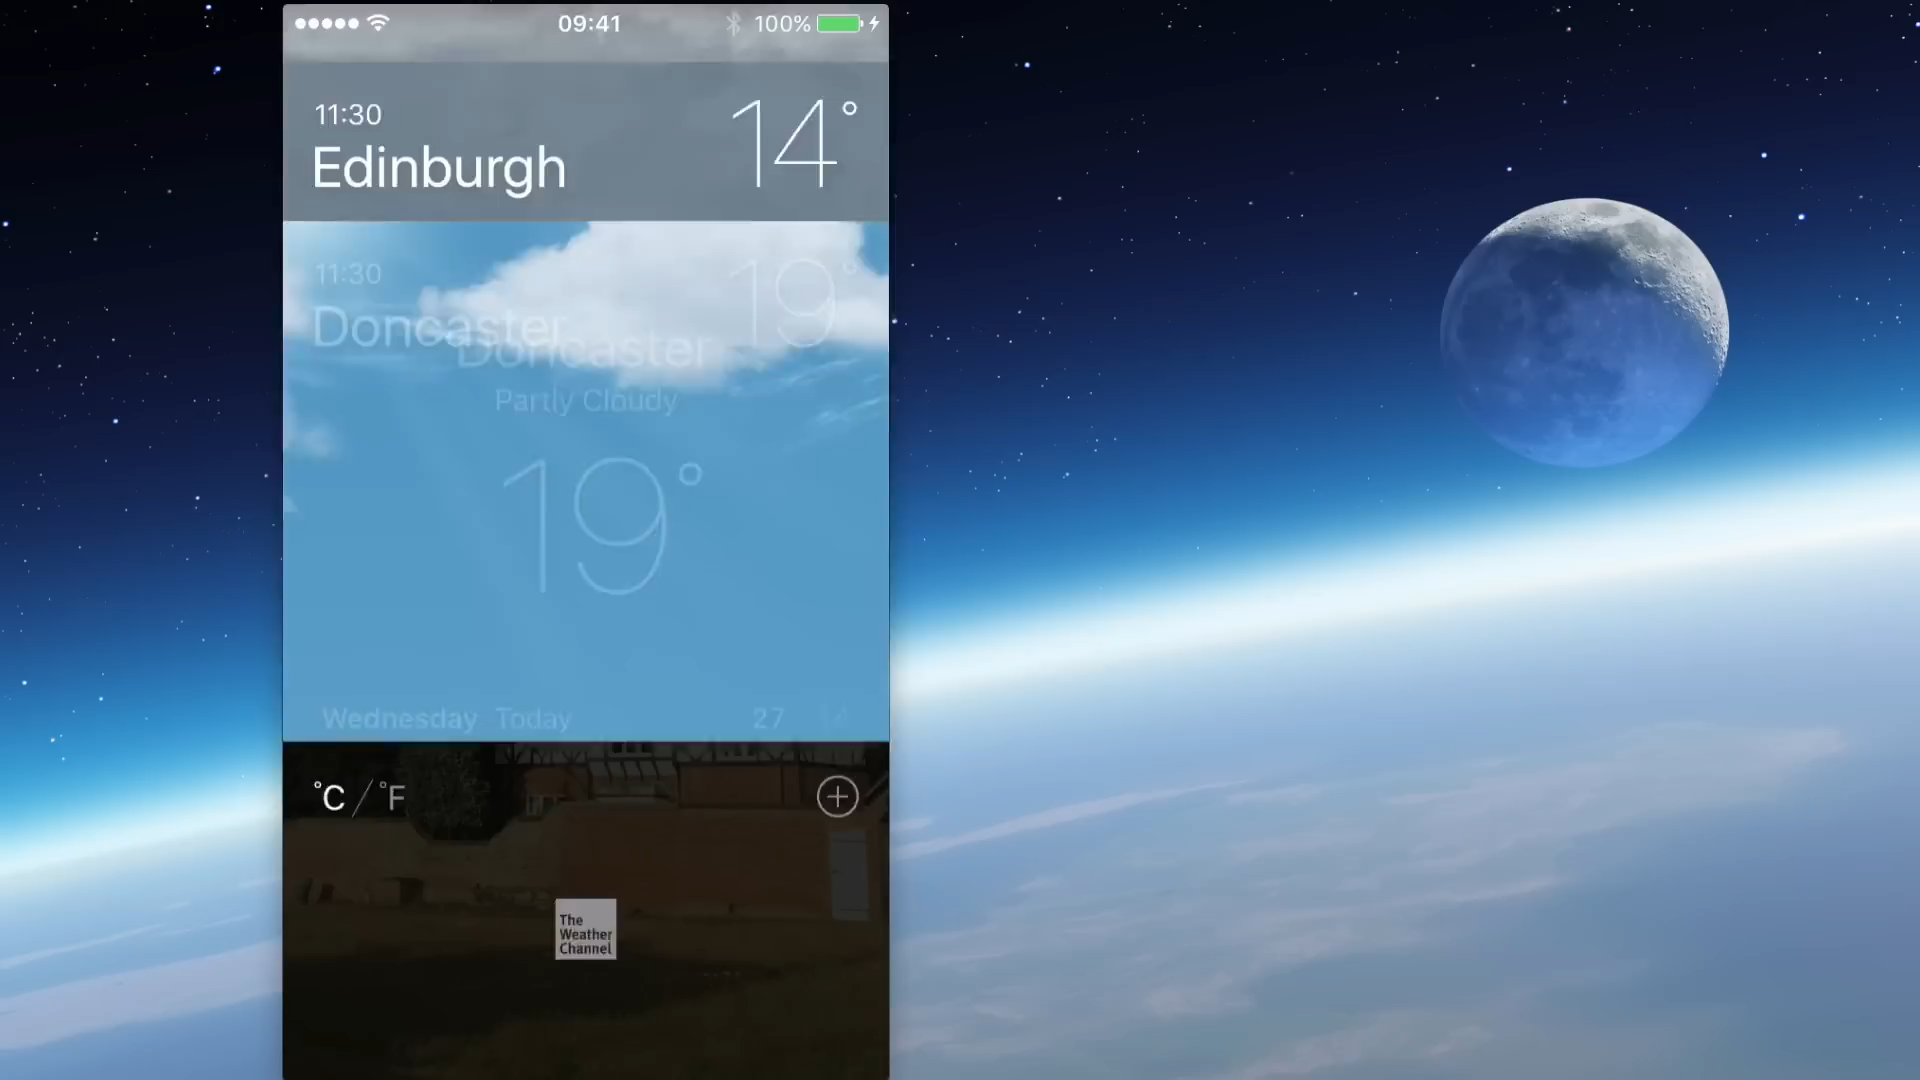 09:41
100%
11:30
Edinburgh
14°
11:30
Doncaster
19°
Doncaster
Partly Cloudy
19°
Wednesday Today 27 14
°C / °F
The
Weather
Channel